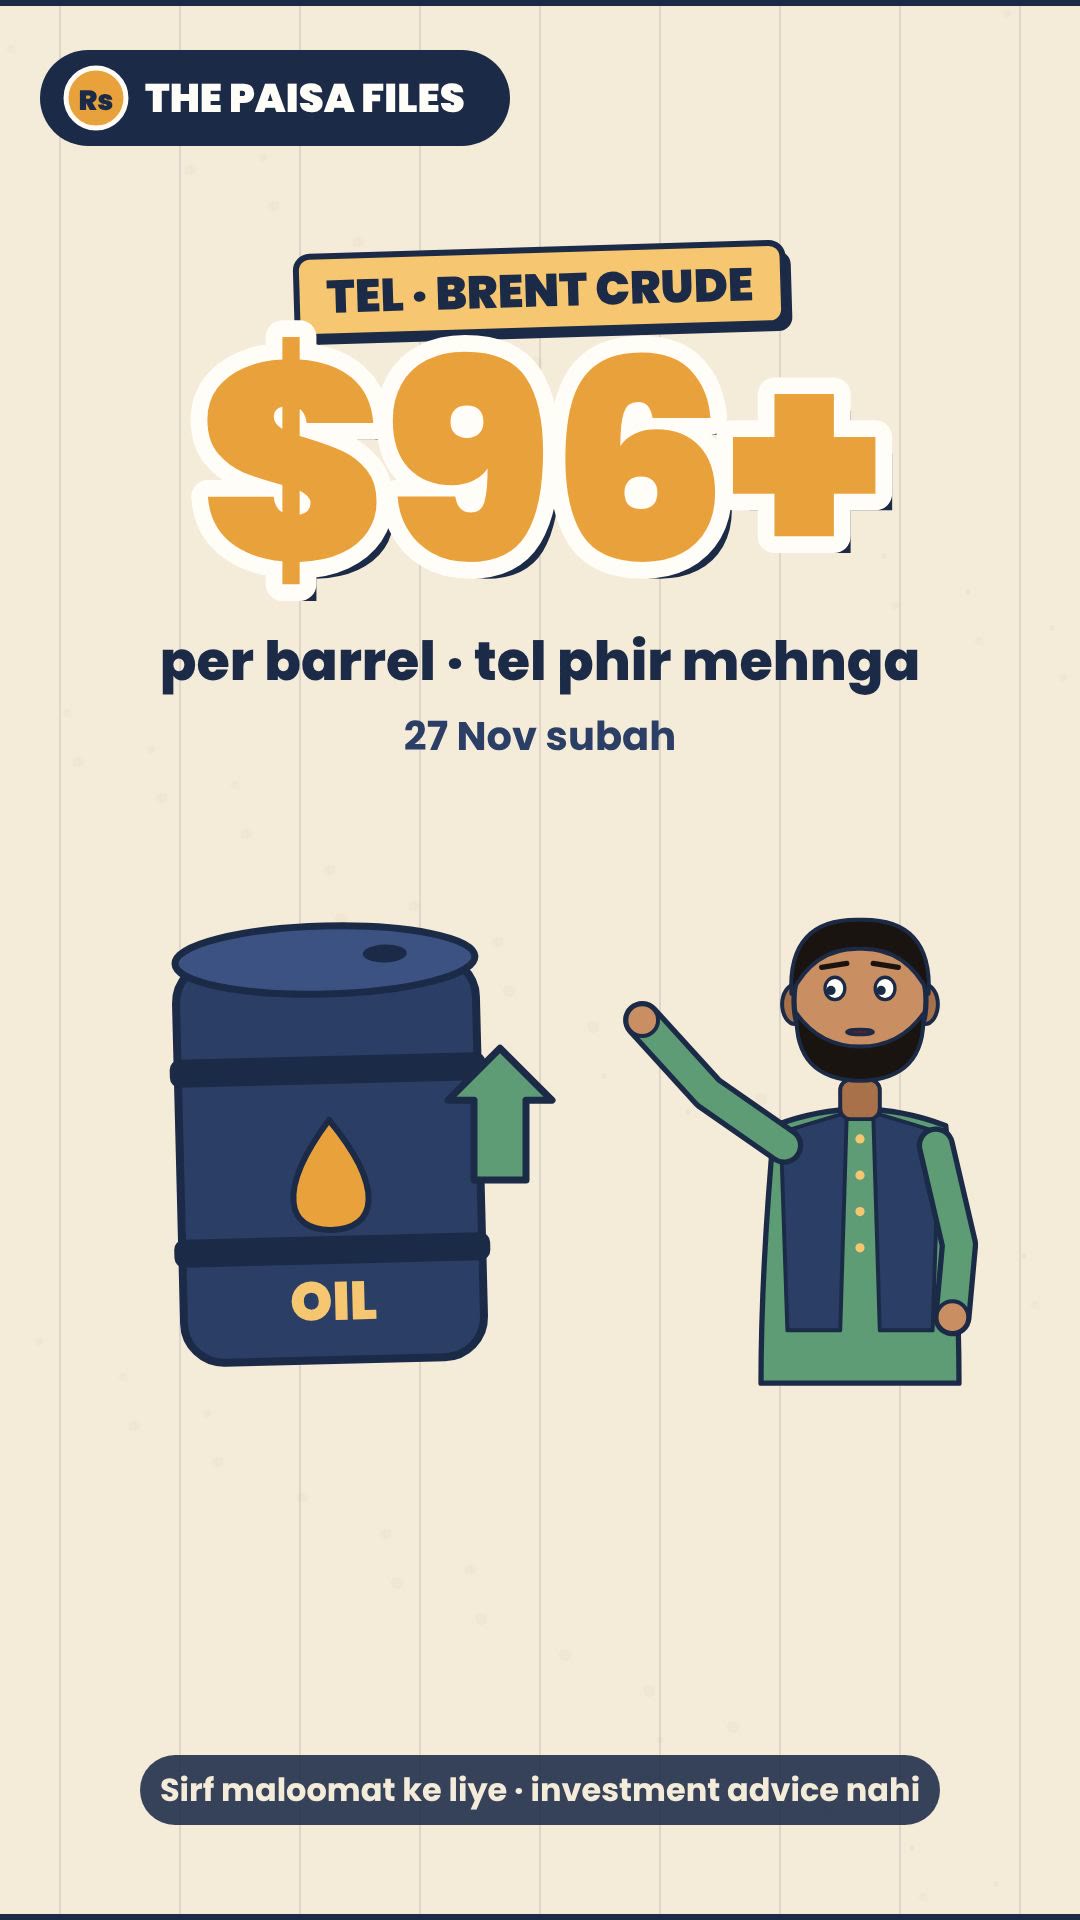 Rs THE PAISA FILES
TEL · BRENT CRUDE
$96+
per barrel · tel phir mehnga
27 Nov subah
OIL
Sirf maloomat ke liye · investment advice nahi